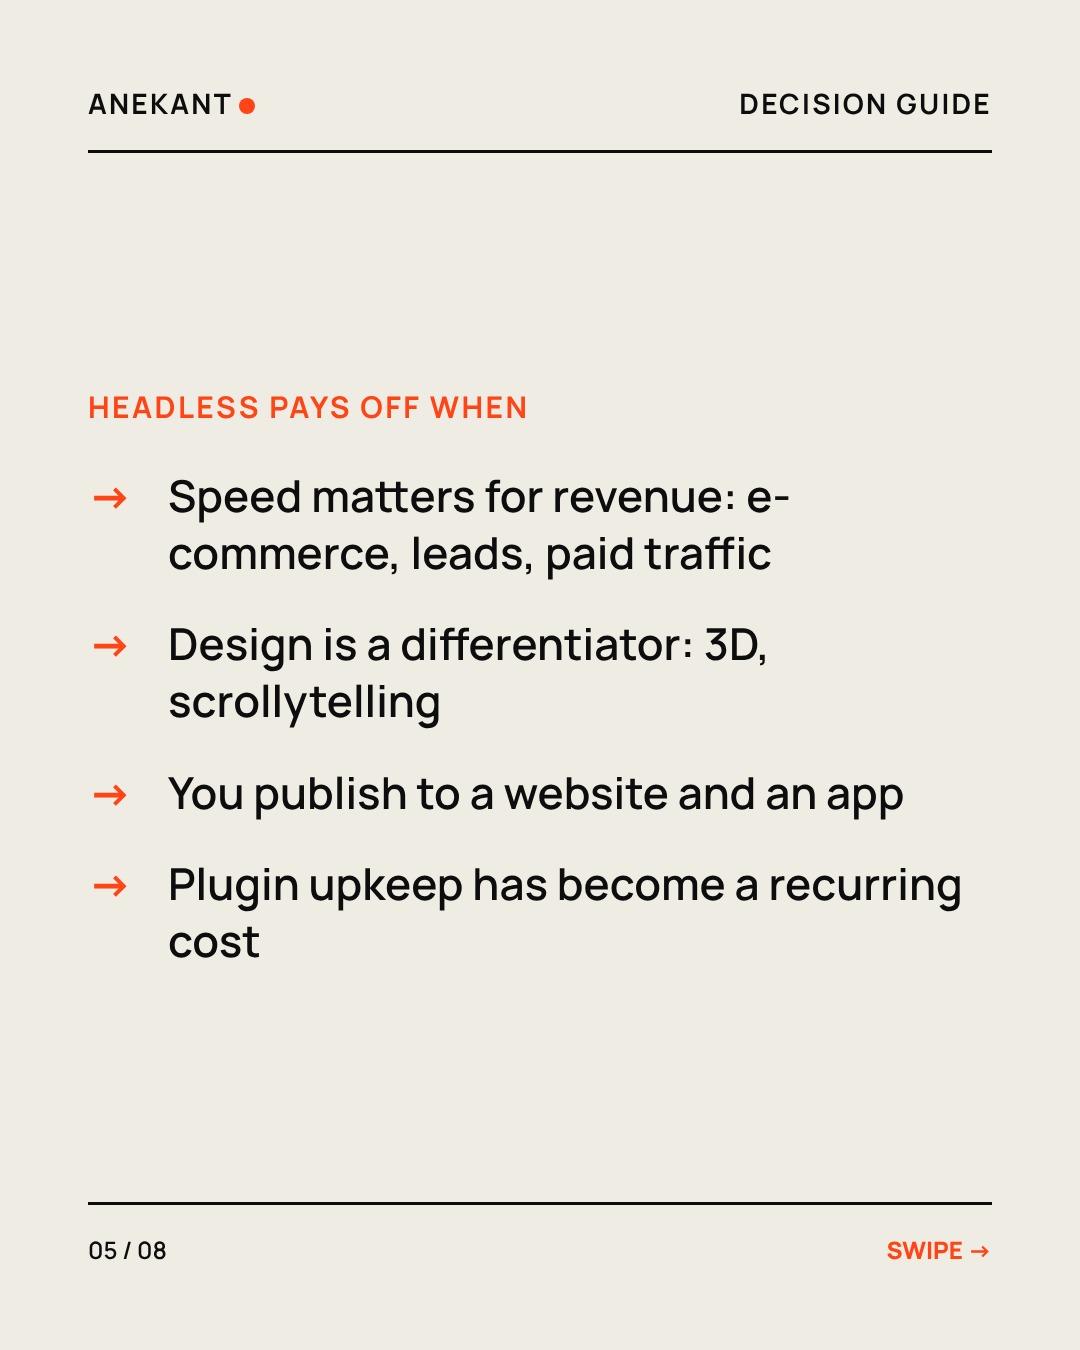 ANEKANT
DECISION GUIDE
HEADLESS PAYS OFF WHEN
→ Speed matters for revenue: e-
commerce, leads, paid traffic
→ Design is a differentiator: 3D,
scrollytelling
→ You publish to a website and an app
→ Plugin upkeep has become a recurring
cost
05 / 08
SWIPE →